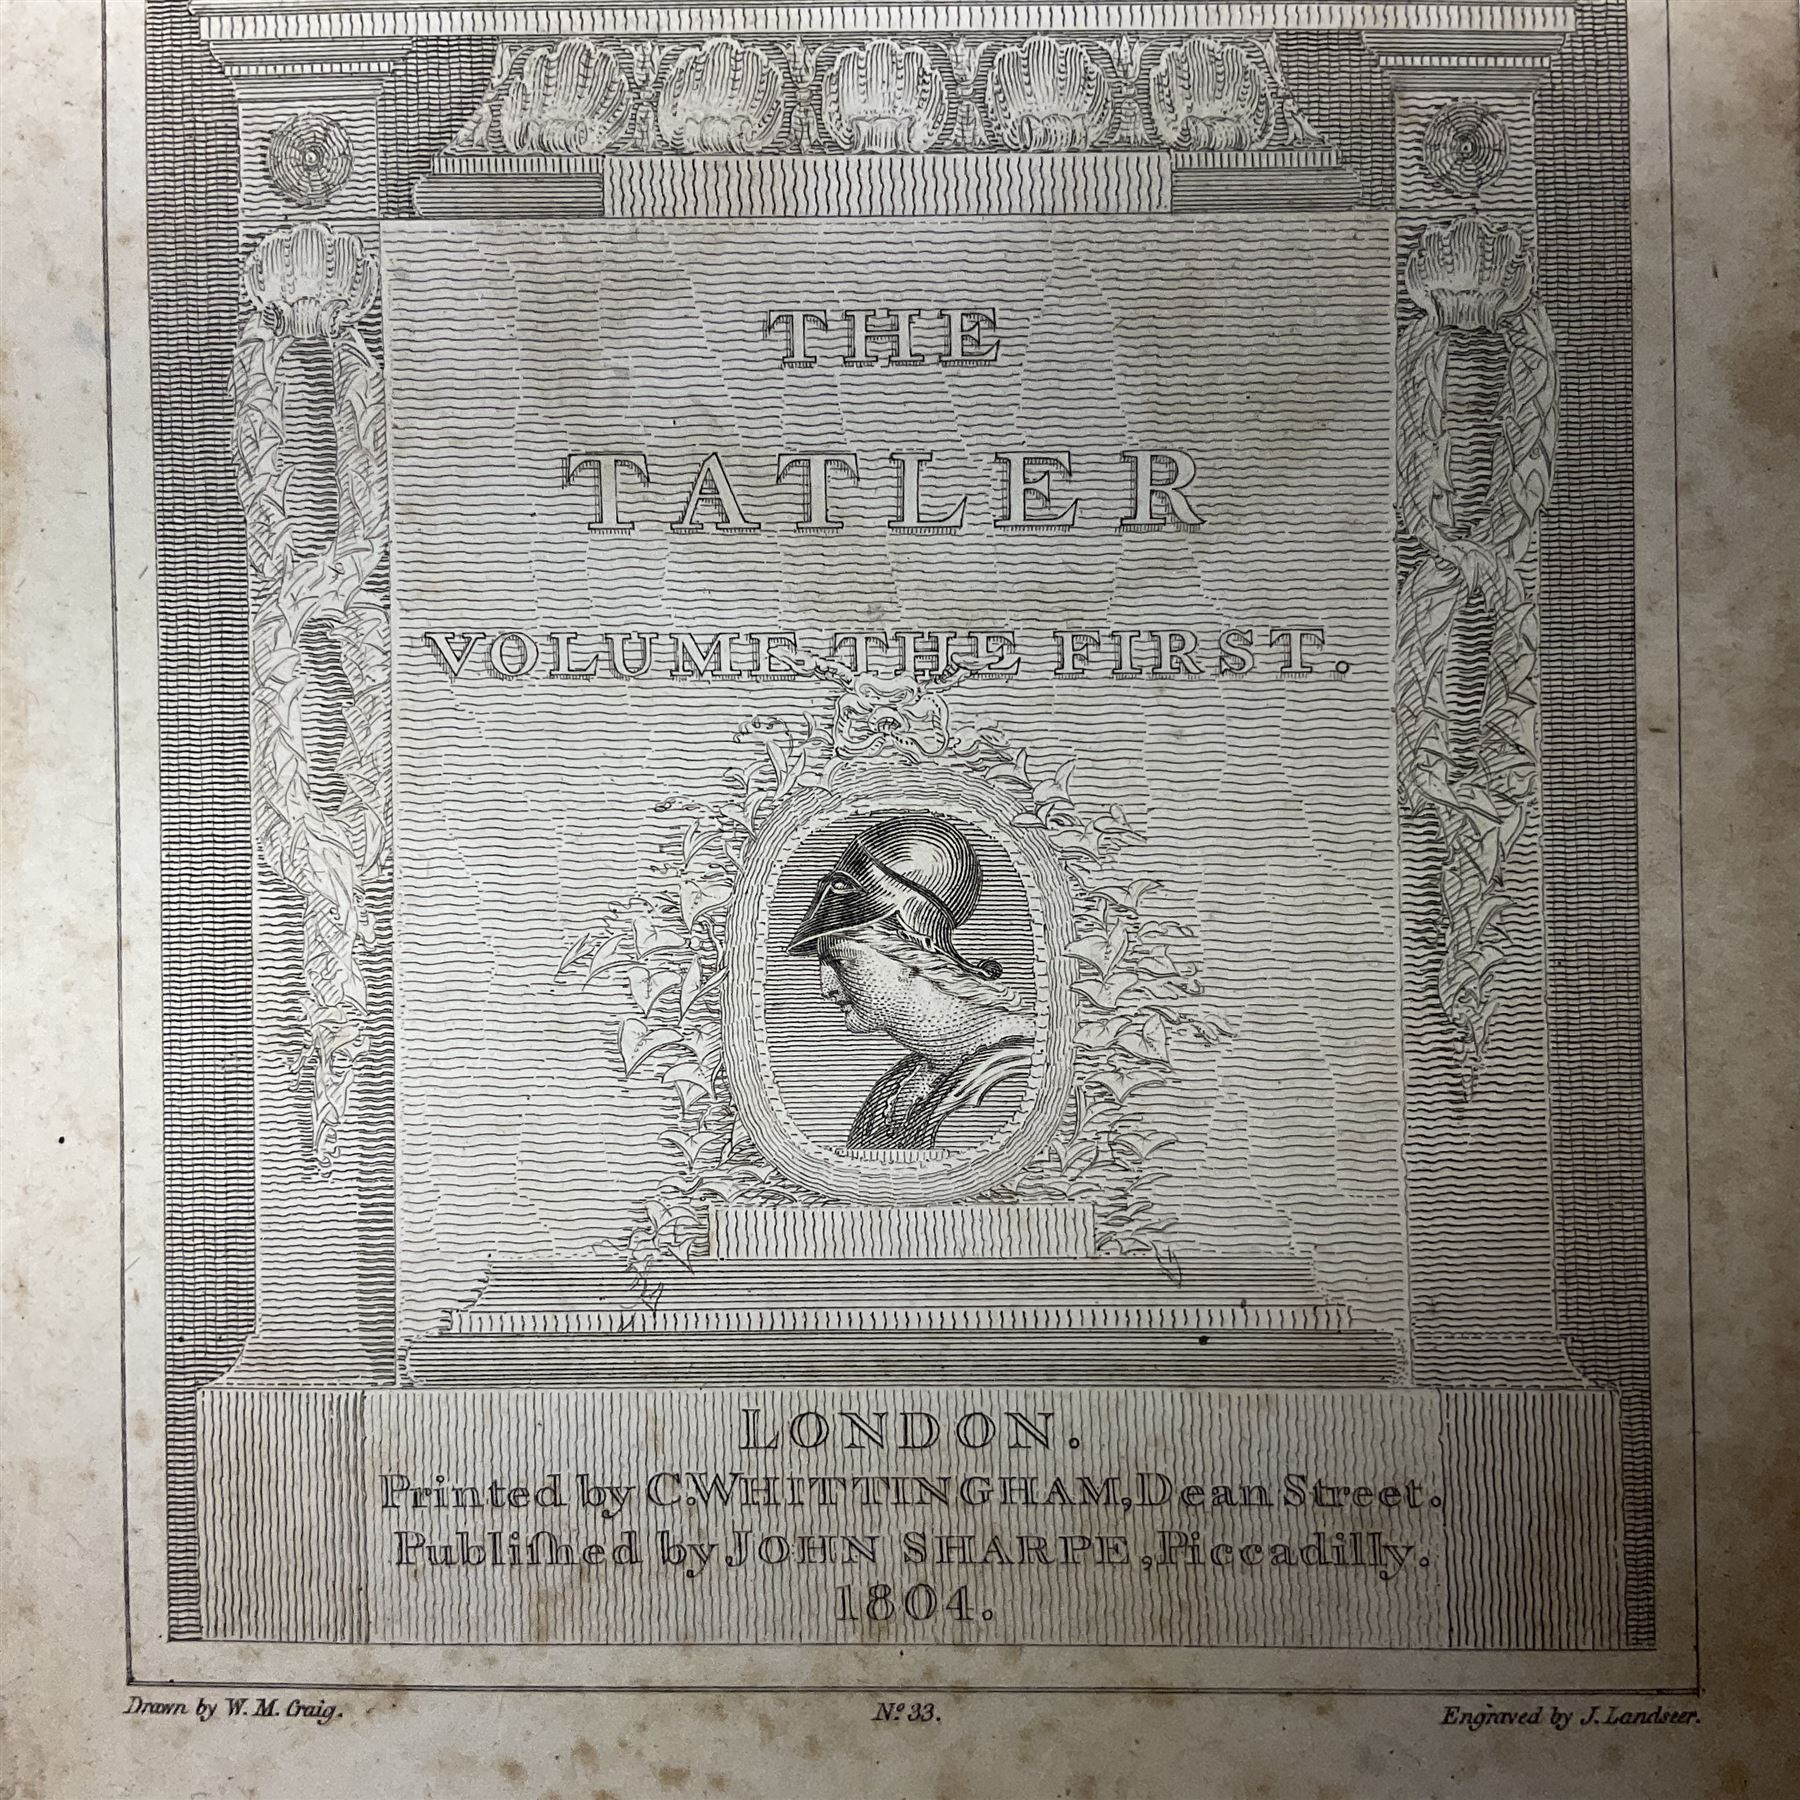 THE
TATLER
VOLUME THE FIRST.
LONDON.
Printed by C. WHITTINGHAM, Dean Street.
Publiſhed by JOHN SHARPE, Piccadilly.
1804.
Drawn by W. M. Craig.
No. 33.
Engraved by J. Landseer.